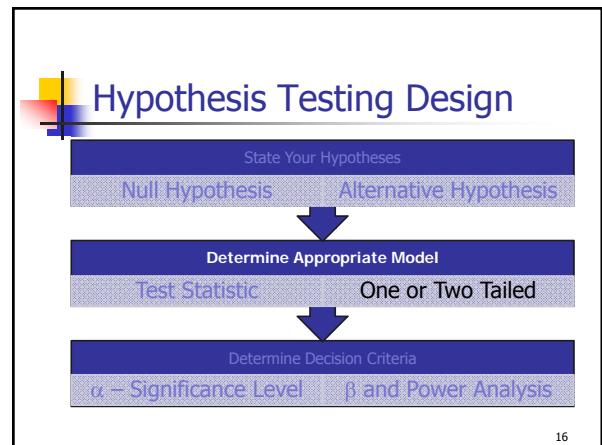 Hypothesis Testing Design
State Your Hypotheses
Null Hypothesis Alternative Hypothesis
Determine Appropriate Model
Test Statistic One or Two Tailed
Determine Decision Criteria
α – Significance Level β and Power Analysis
16